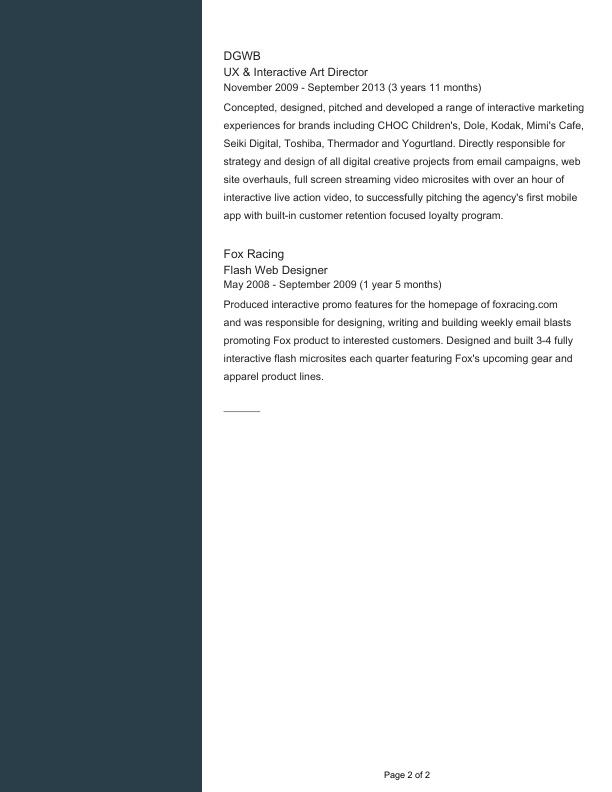 DGWB
UX & Interactive Art Director
November 2009 - September 2013 (3 years 11 months)
Concepted, designed, pitched and developed a range of interactive marketing
experiences for brands including CHOC Children's, Dole, Kodak, Mimi's Cafe,
Seiki Digital, Toshiba, Thermador and Yogurtland. Directly responsible for
strategy and design of all digital creative projects from email campaigns, web
site overhauls, full screen streaming video microsites with over an hour of
interactive live action video, to successfully pitching the agency's first mobile
app with built-in customer retention focused loyalty program.
Fox Racing
Flash Web Designer
May 2008 - September 2009 (1 year 5 months)
Produced interactive promo features for the homepage of foxracing.com
and was responsible for designing, writing and building weekly email blasts
promoting Fox product to interested customers. Designed and built 3-4 fully
interactive flash microsites each quarter featuring Fox's upcoming gear and
apparel product lines.
Page 2 of 2